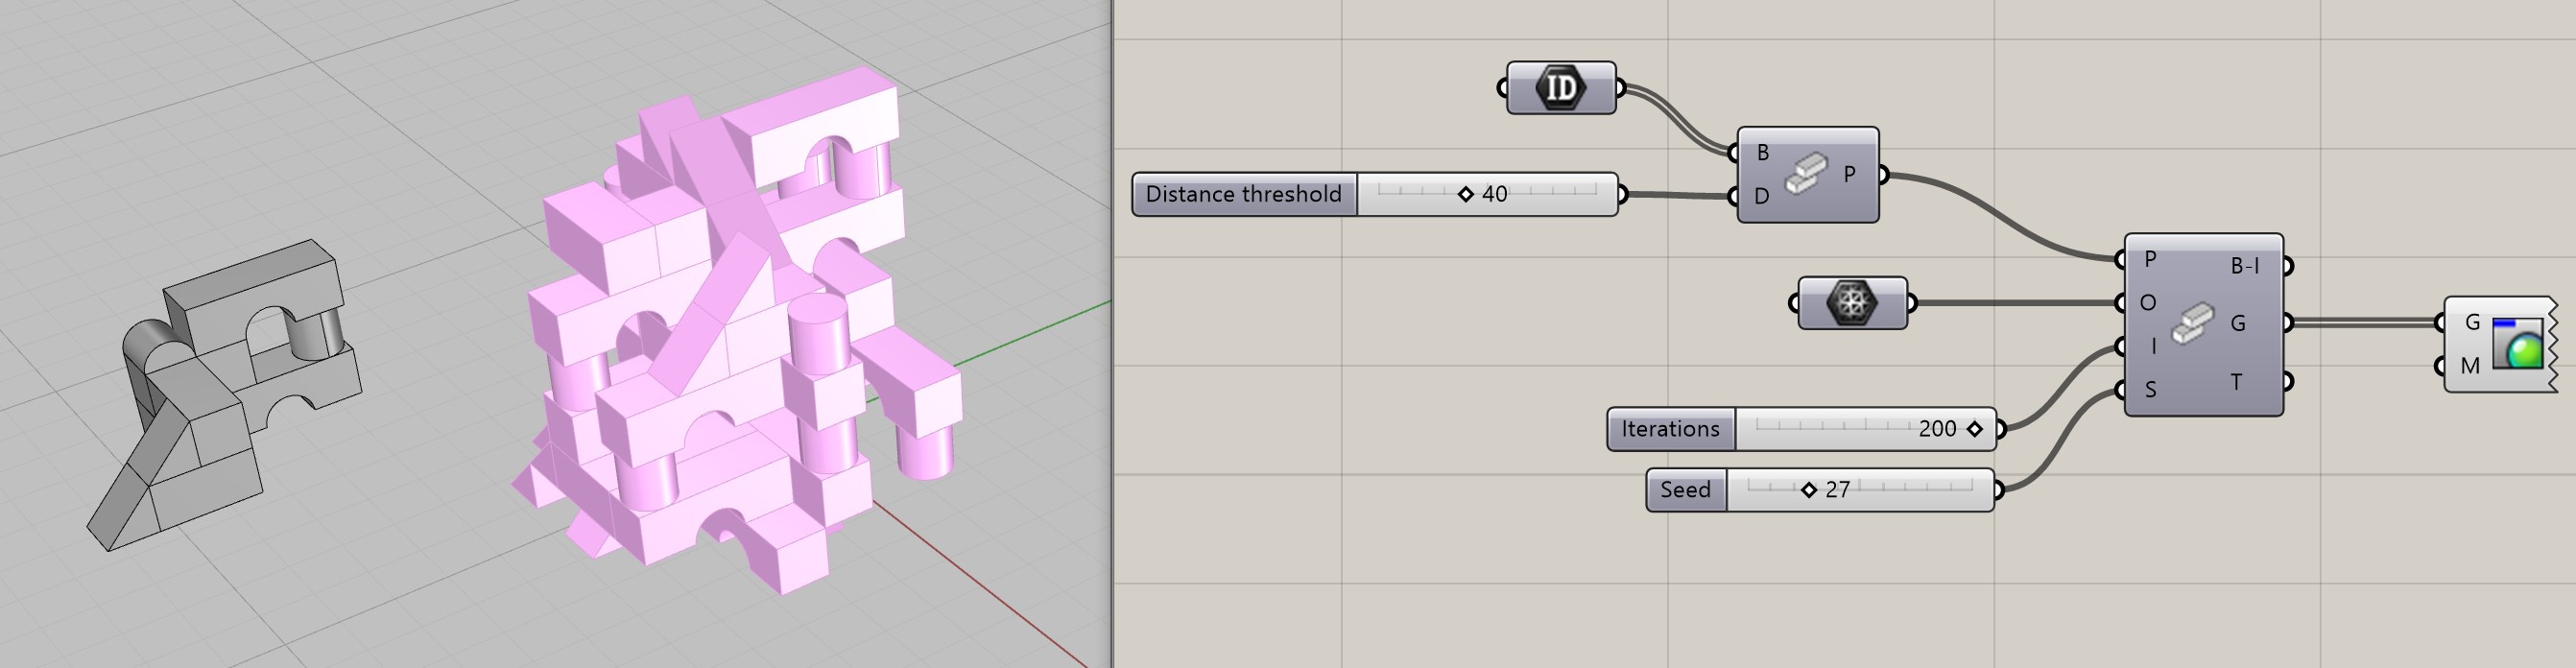 ID
B
D
P
Distance threshold 40
P
O
I
S
B-I
G
T
G
M
Iterations 200
Seed 27